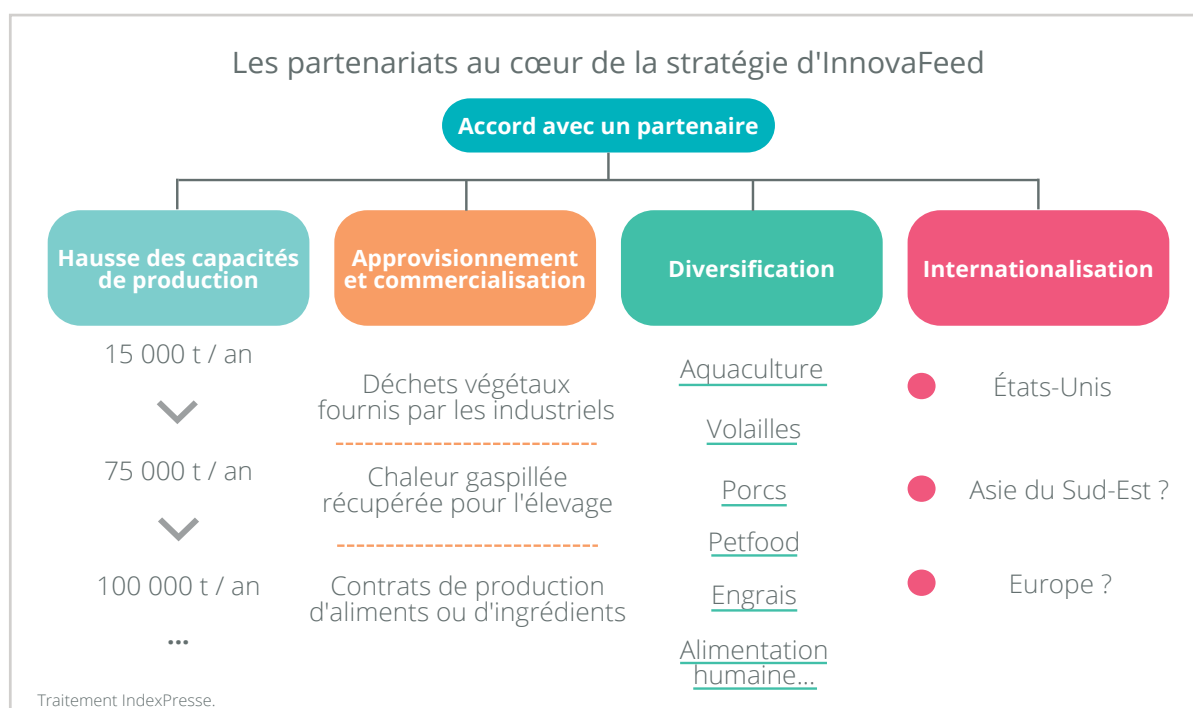 Les partenariats au cœur de la stratégie d'InnovaFeed
Accord avec un partenaire
Hausse des capacités
de production
15 000 t / an
75 000 t / an
100 000 t / an
...
Approvisionnement
et commercialisation
Déchets végétaux
fournis par les industriels
Chaleur gaspillée
récupérée pour l'élevage
Contrats de production
d'aliments ou d'ingrédients
Diversification
Aquaculture
Volailles
Porcs
Petfood
Engrais
Alimentation
humaine...
Internationalisation
États-Unis
Asie du Sud-Est ?
Europe ?
Traitement IndexPresse.